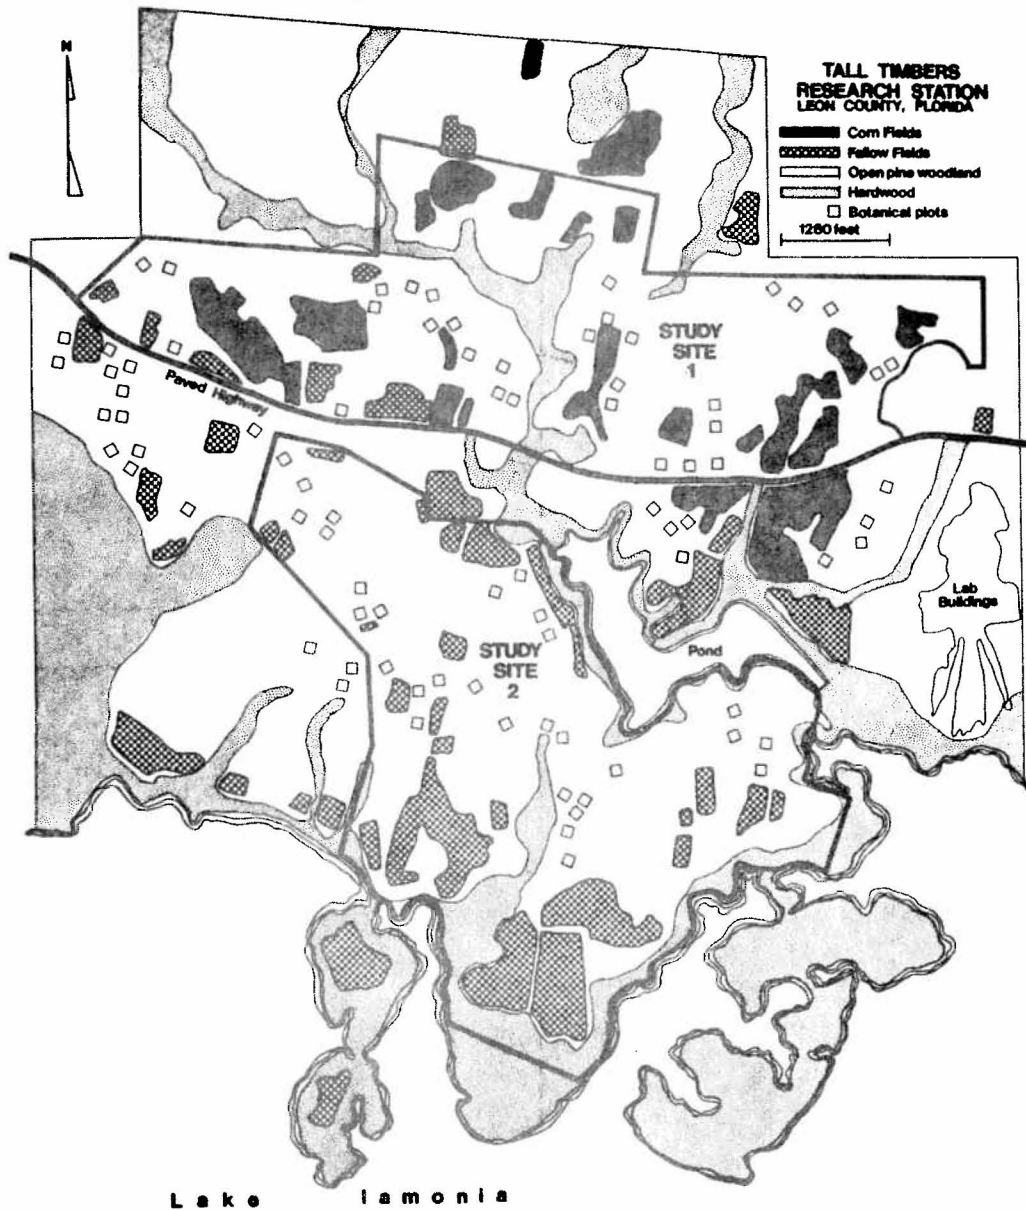 N
TALL TIMBERS
RESEARCH STATION
LEON COUNTY, FLORIDA
Corn Fields
Fallow Fields
Open pine woodland
Hardwood
Botanical plots
1260 feet
STUDY
SITE
1
Paved Highway
Lab
Buildings
Pond
STUDY
SITE
2
Lake Iamonia